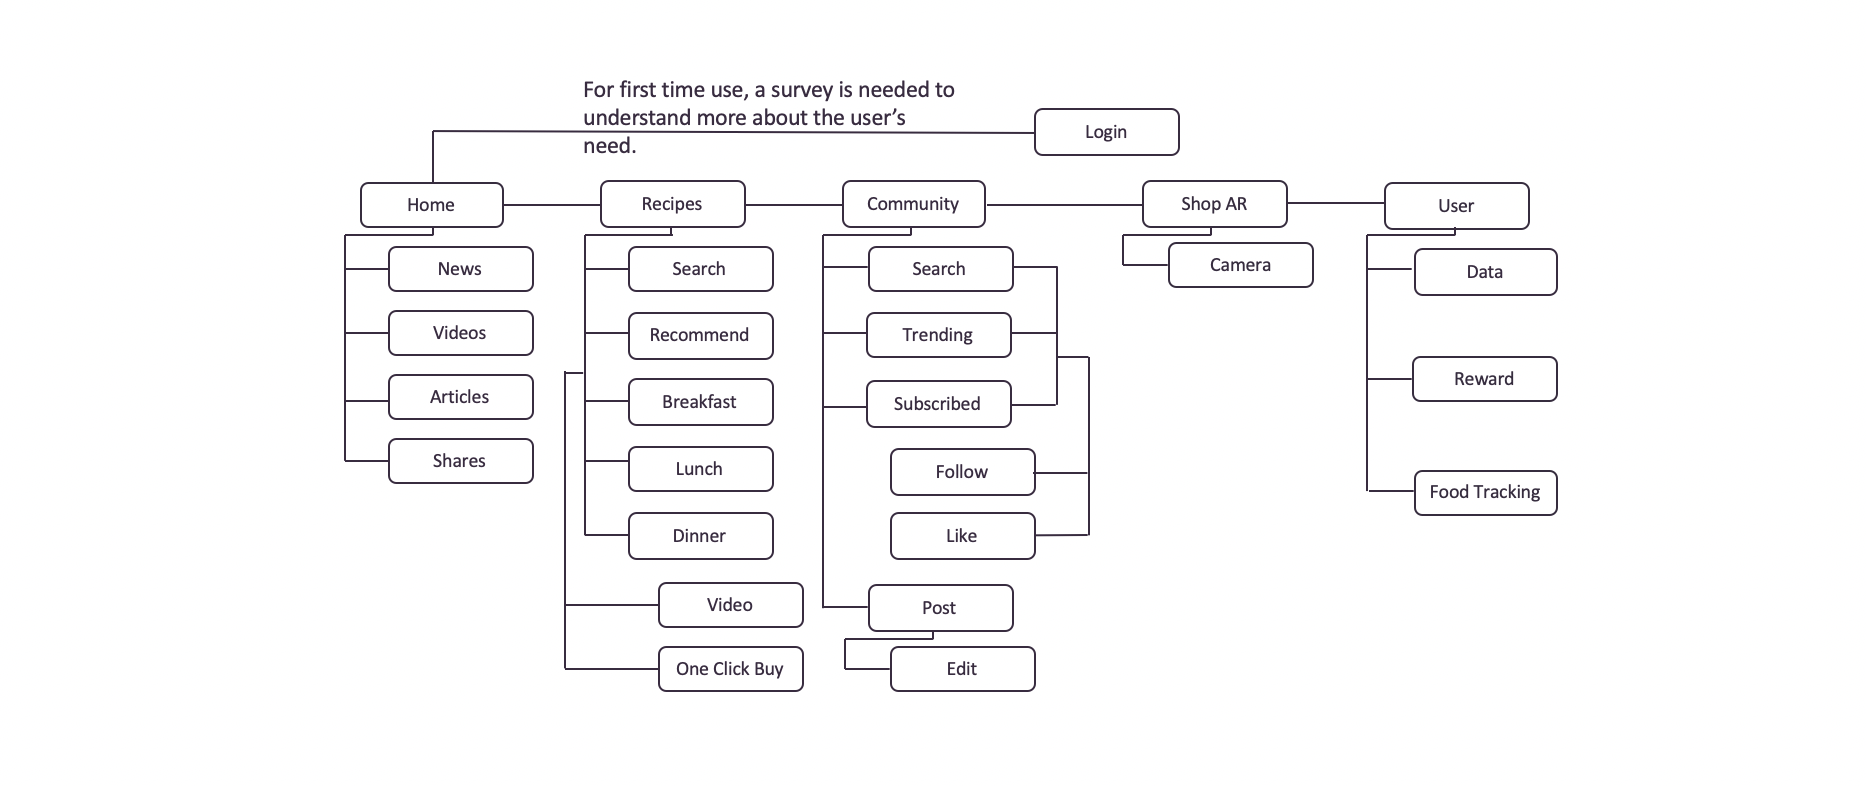 For first time use, a survey is needed to
understand more about the user’s
need.
Login
Home
Recipes
Community
Shop AR
User
News
Videos
Articles
Shares
Search
Recommend
Breakfast
Lunch
Dinner
Video
One Click Buy
Search
Trending
Subscribed
Follow
Like
Post
Edit
Camera
Data
Reward
Food Tracking